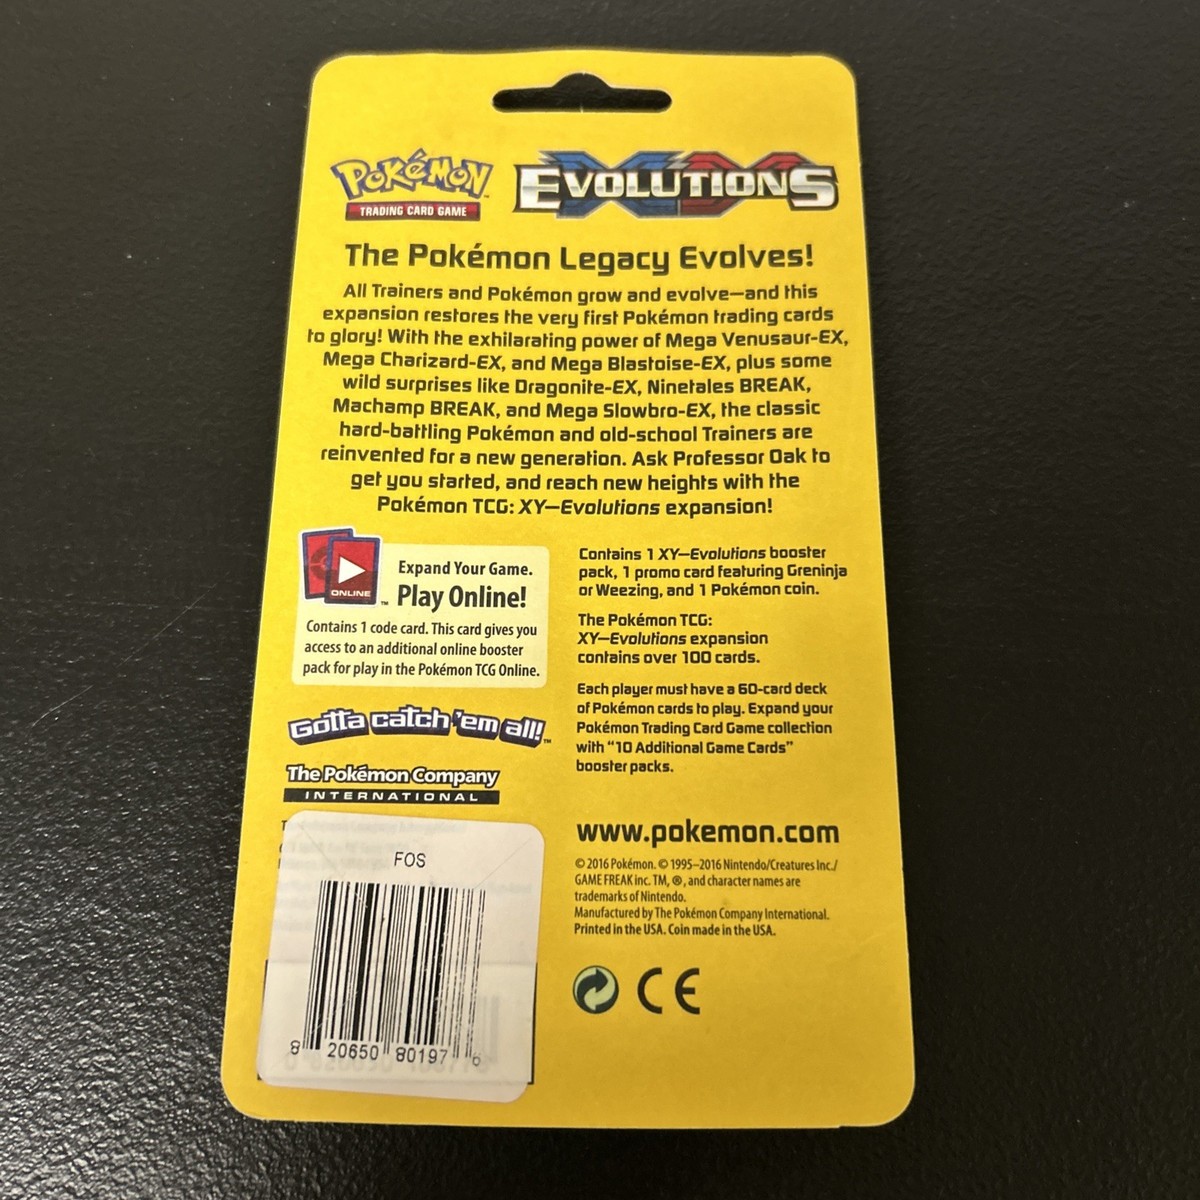 POKéMON
TRADING CARD GAME
EVOLUTIONS
The Pokémon Legacy Evolves!
All Trainers and Pokémon grow and evolve—and this
expansion restores the very first Pokémon trading cards
to glory! With the exhilarating power of Mega Venusaur-EX,
Mega Charizard-EX, and Mega Blastoise-EX, plus some
wild surprises like Dragonite-EX, Ninetales BREAK,
Machamp BREAK, and Mega Slowbro-EX, the classic
hard-battling Pokémon and old-school Trainers are
reinvented for a new generation. Ask Professor Oak to
get you started, and reach new heights with the
Pokémon TCG: XY—Evolutions expansion!
ONLINE
™
Expand Your Game.
Play Online!
Contains 1 code card. This card gives you
access to an additional online booster
pack for play in the Pokémon TCG Online.
Gotta catch 'em all!™
The Pokémon Company
INTERNATIONAL
FOS
8 20650 80197 6
Contains 1 XY—Evolutions booster
pack, 1 promo card featuring Greninja
or Weezing, and 1 Pokémon coin.
The Pokémon TCG:
XY—Evolutions expansion
contains over 100 cards.
Each player must have a 60-card deck
of Pokémon cards to play. Expand your
Pokémon Trading Card Game collection
with "10 Additional Game Cards"
booster packs.
www.pokemon.com
© 2016 Pokémon. © 1995–2016 Nintendo/Creatures Inc./
GAME FREAK inc. TM, ®, and character names are
trademarks of Nintendo.
Manufactured by The Pokémon Company International.
Printed in the USA. Coin made in the USA.
CE